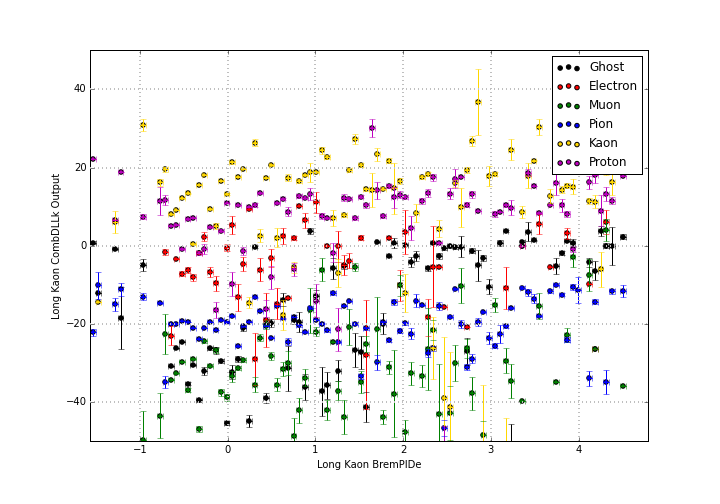 Long Kaon CombDLLk Output
40
20
0
−20
−40
−1
0
1
2
3
4
Long Kaon BremPIDe
Ghost
Electron
Muon
Pion
Kaon
Proton